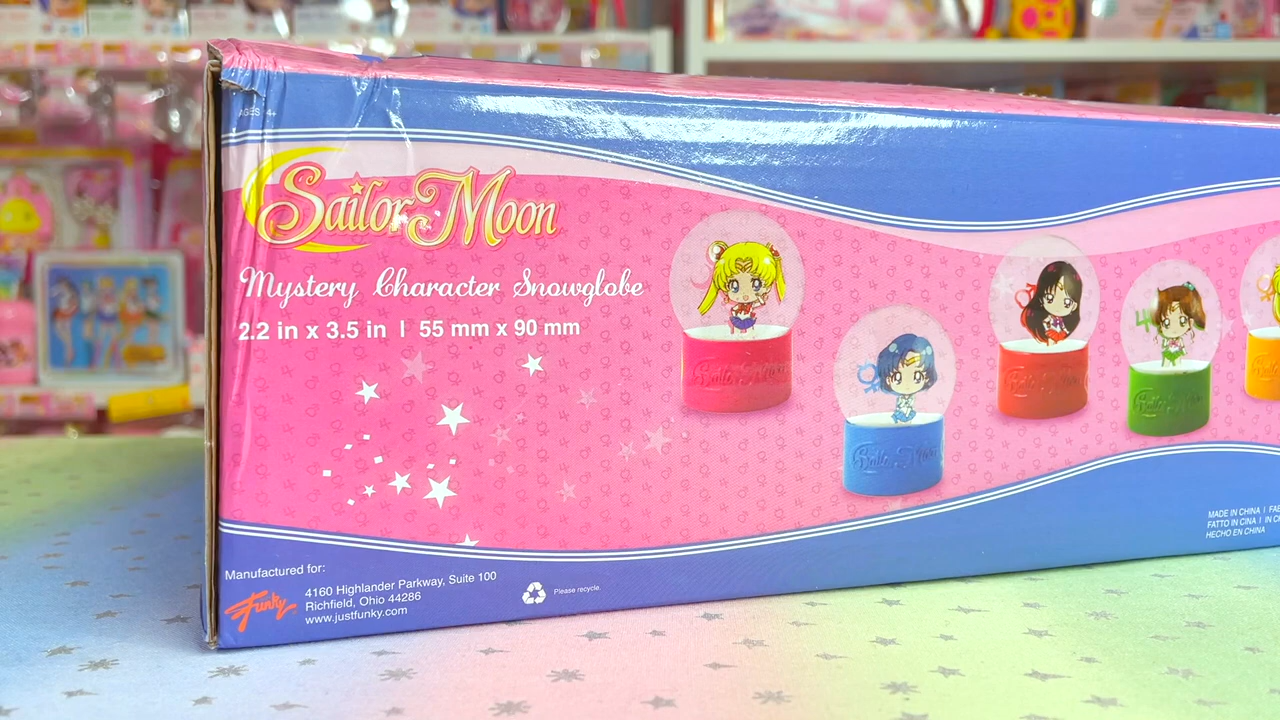 AGES 4+
Sailor Moon
Mystery Character Snowglobe
2.2 in x 3.5 in | 55 mm x 90 mm
Manufactured for:
Funky
4160 Highlander Parkway, Suite 100
Richfield, Ohio 44286
www.justfunky.com
Please recycle.
MADE IN CHINA |
FATTO IN CINA |
HECHO EN CHINA